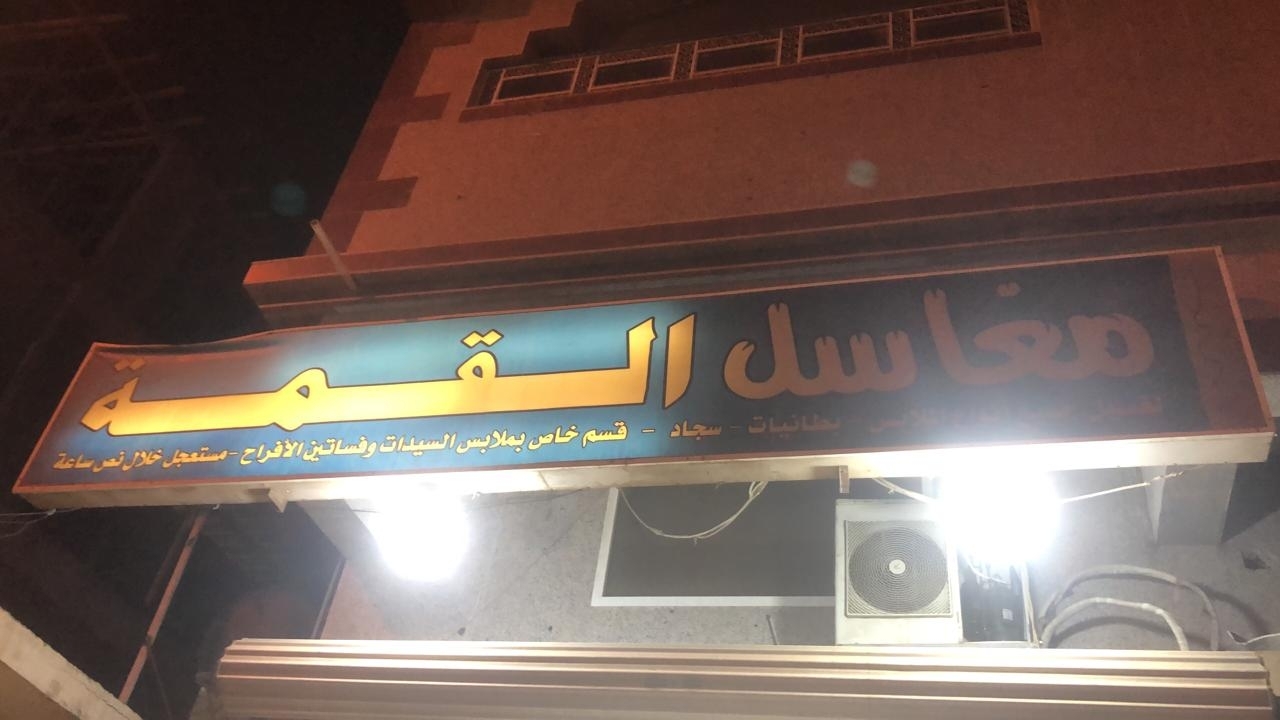 مغاسل القمة
بطانيات - سجاد - قسم خاص بملابس السيدات وفساتين الأفراح - مستعجل خلال نص ساعة